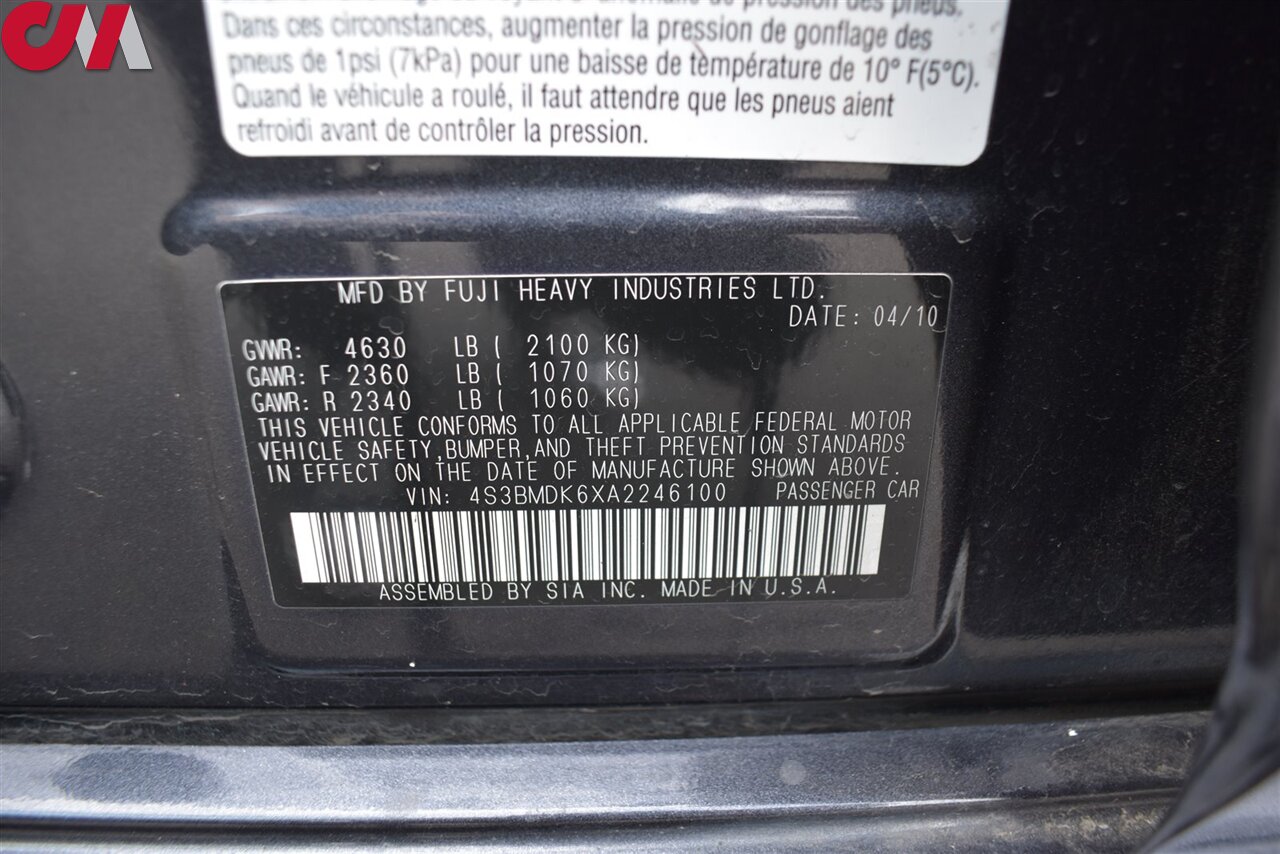 CM
Dans ces circonstances, augmenter la pression de gonflage des
pneus de 1psi (7kPa) pour une baisse de tèmpérature de 10° F(5°C).
Quand le véhicule a roulé, il faut attendre que les pneus aient
refroidi avant de contrôler la pression.
MFD BY FUJI HEAVY INDUSTRIES LTD.
DATE: 04/10
GVWR: 4630 LB ( 2100 KG)
GAWR: F 2360 LB ( 1070 KG)
GAWR: R 2340 LB ( 1060 KG)
THIS VEHICLE CONFORMS TO ALL APPLICABLE FEDERAL MOTOR
VEHICLE SAFETY,BUMPER,AND THEFT PREVENTION STANDARDS
IN EFFECT ON THE DATE OF MANUFACTURE SHOWN ABOVE.
VIN: 4S3BMDK6XA2246100 PASSENGER CAR
ASSEMBLED BY SIA INC. MADE IN U.S.A.